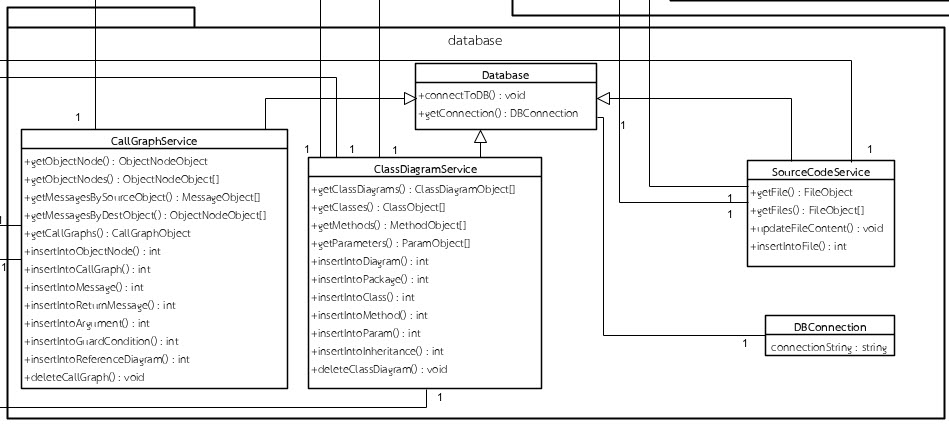 database
Database
+connectToDB() : void
+getConnection() : DBConnection
1
1
CallGraphService
+getObjectNode() : ObjectNodeObject
+getObjectNodes() : ObjectNodeObject[]
+getMessagesBySourceObject() : MessageObject[]
+getMessagesByDestObject() : ObjectNodeObject[]
+getCallGraphs() : CallGraphObject
+insertIntoObjectNode() : int
+insertIntoCallGraph() : int
+insertIntoMessage() : int
+insertIntoReturnMessage() : int
+insertIntoArgument() : int
+insertIntoGuardCondition() : int
+insertIntoReferenceDiagram() : int
+deleteCallGraph() : void
1
1
1
1
1
ClassDiagramService
+getClassDiagrams() : ClassDiagramObject[]
+getClasses() : ClassObject[]
+getMethods() : MethodObject[]
+getParameters() : ParamObject[]
+insertIntoDiagram() : int
+insertIntoPackage() : int
+insertIntoClass() : int
+insertIntoMethod() : int
+insertIntoParam() : int
+insertIntoInheritance() : int
+deleteClassDiagram() : void
1
1
SourceCodeService
+getFile() : FileObject
+getFiles() : FileObject[]
+updateFileContent() : void
+insertIntoFile() : int
1
1
DBConnection
connectionString : string
1